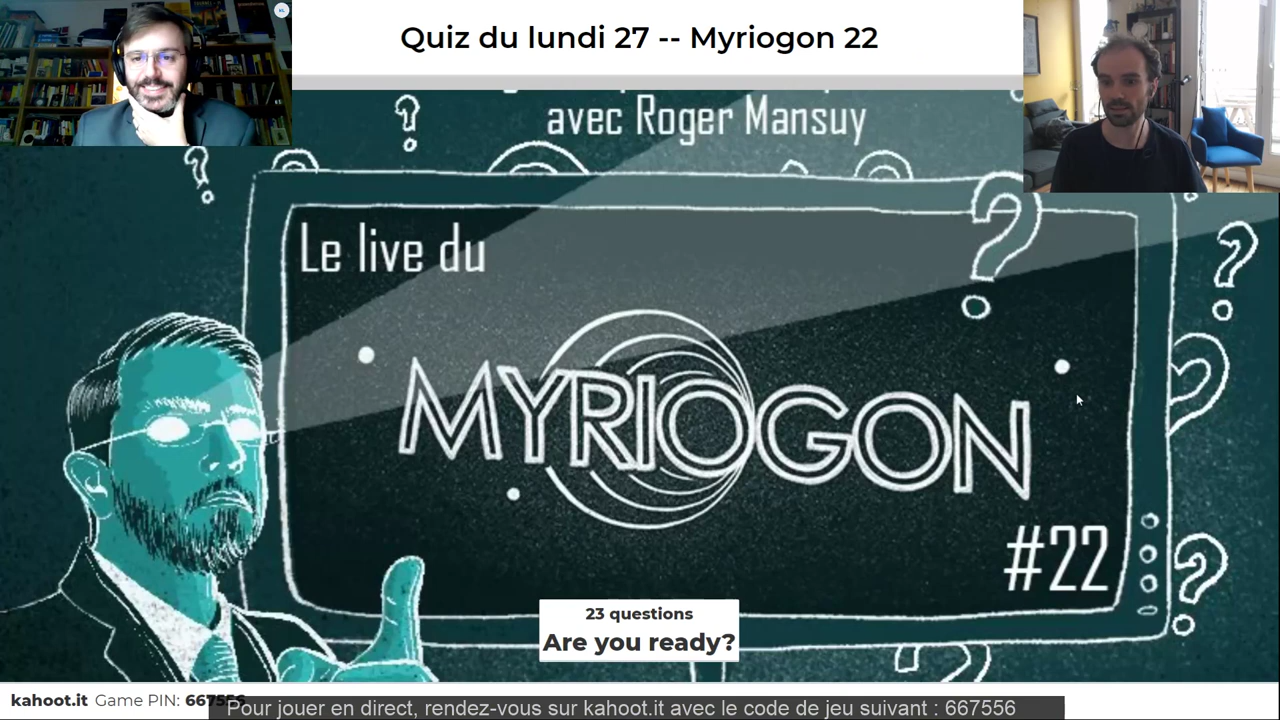 Quiz du lundi 27 -- Myriogon 22
avec Roger Mansuy
Le live du
MYRIOGON
#22
23 questions
Are you ready?
kahoot.it Game PIN: 667556
Pour jouer en direct, rendez-vous sur kahoot.it avec le code de jeu suivant : 667556